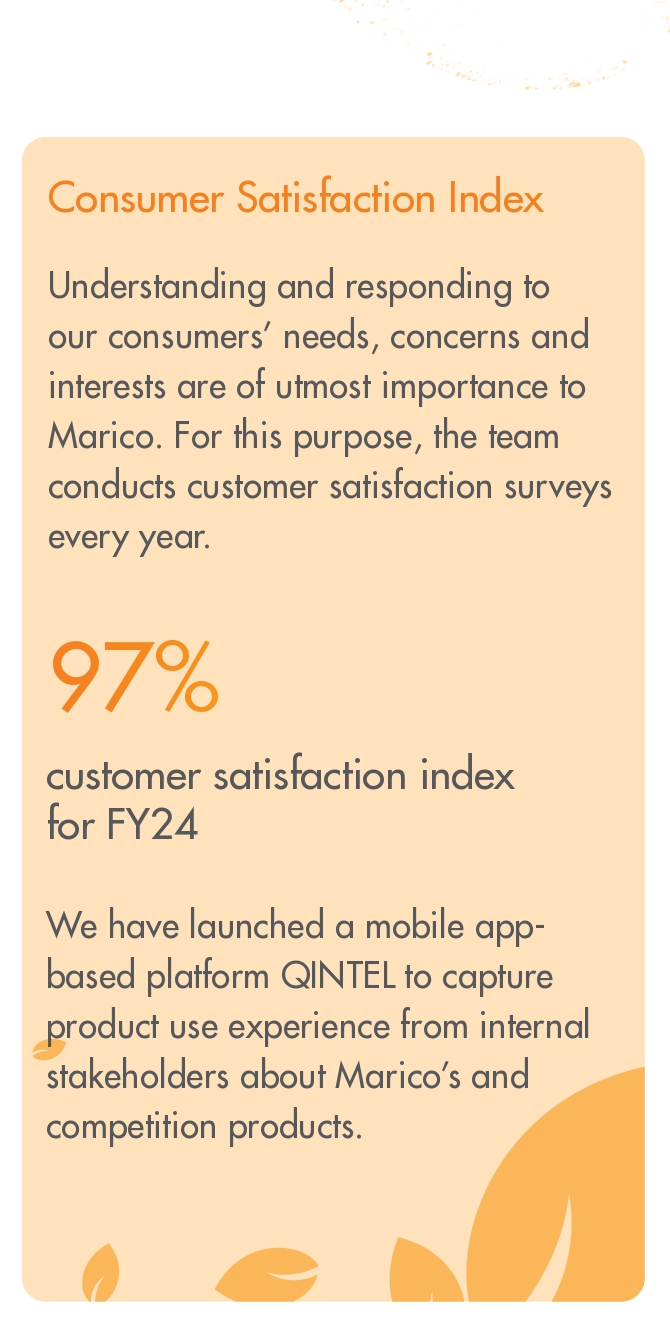 Consumer Satisfaction Index
Understanding and responding to
our consumers’ needs, concerns and
interests are of utmost importance to
Marico. For this purpose, the team
conducts customer satisfaction surveys
every year.
97%
customer satisfaction index
for FY24
We have launched a mobile app-
based platform QINTEL to capture
product use experience from internal
stakeholders about Marico’s and
competition products.